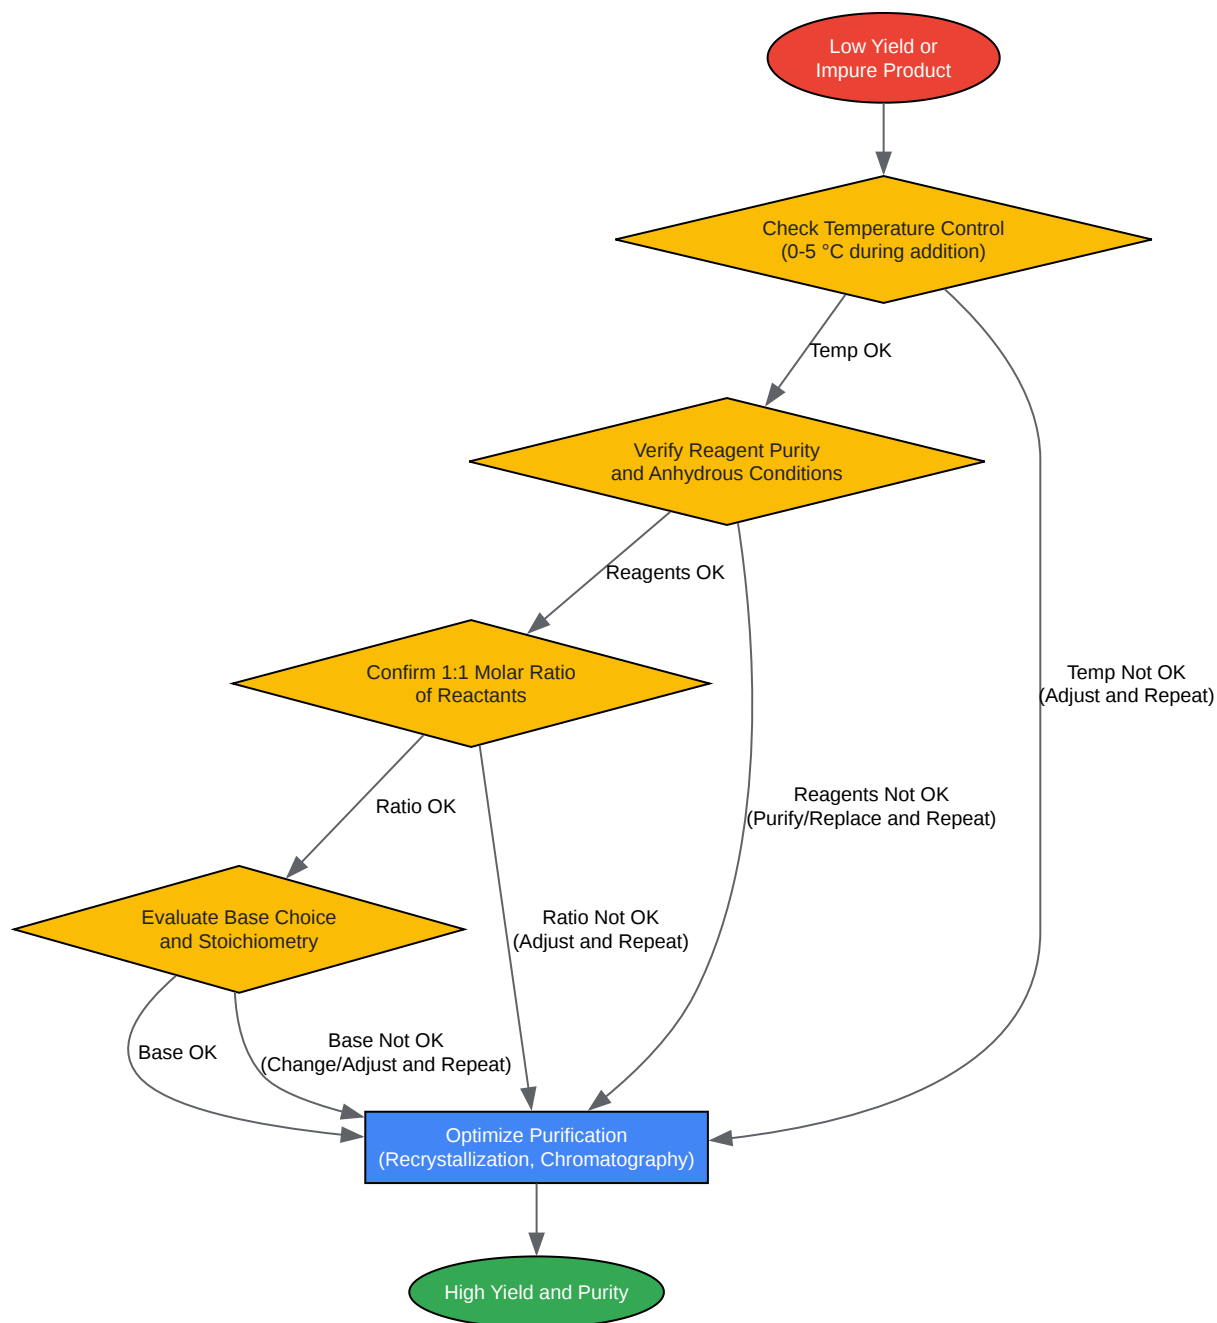 Low Yield or
Impure Product
Check Temperature Control
(0-5 °C during addition)
Temp OK
Verify Reagent Purity
and Anhydrous Conditions
Reagents OK
Confirm 1:1 Molar Ratio
of Reactants
Temp Not OK
(Adjust and Repeat)
Ratio OK
Reagents Not OK
(Purify/Replace and Repeat)
Evaluate Base Choice
and Stoichiometry
Ratio Not OK
(Adjust and Repeat)
Base OK
Base Not OK
(Change/Adjust and Repeat)
Optimize Purification
(Recrystallization, Chromatography)
High Yield and Purity